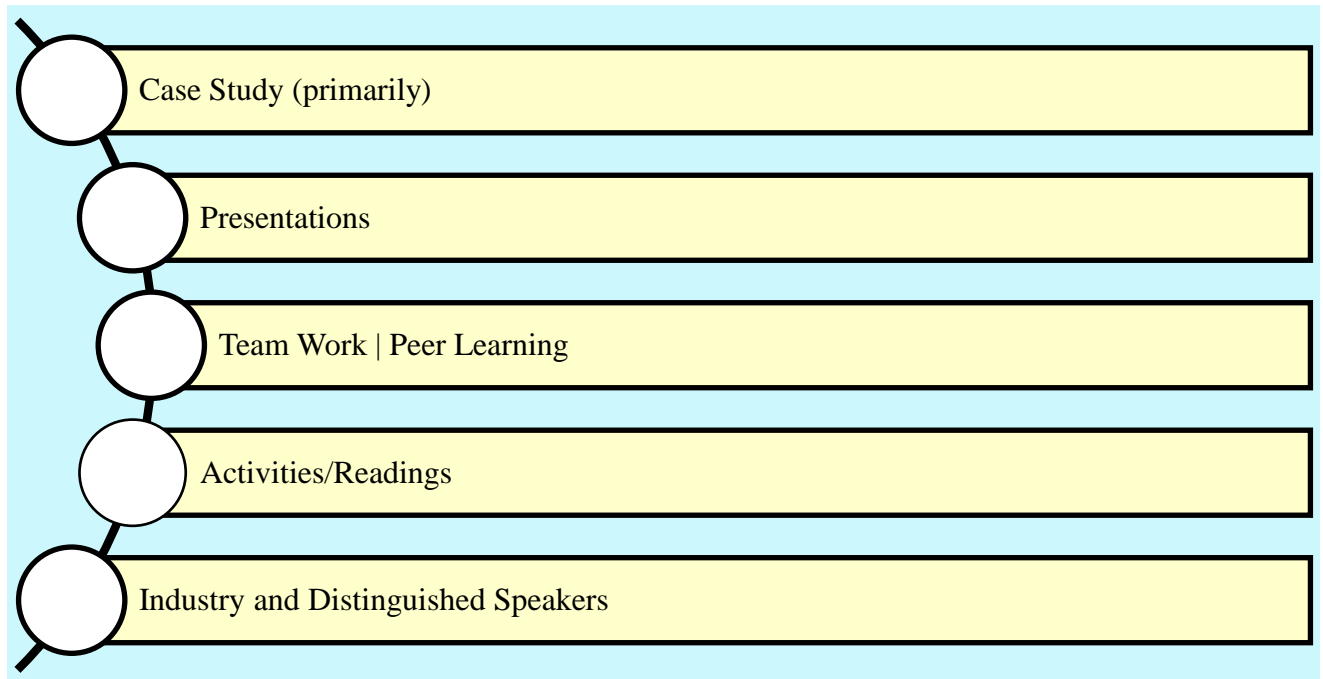 Case Study (primarily)
Presentations
Team Work | Peer Learning
Activities/Readings
Industry and Distinguished Speakers